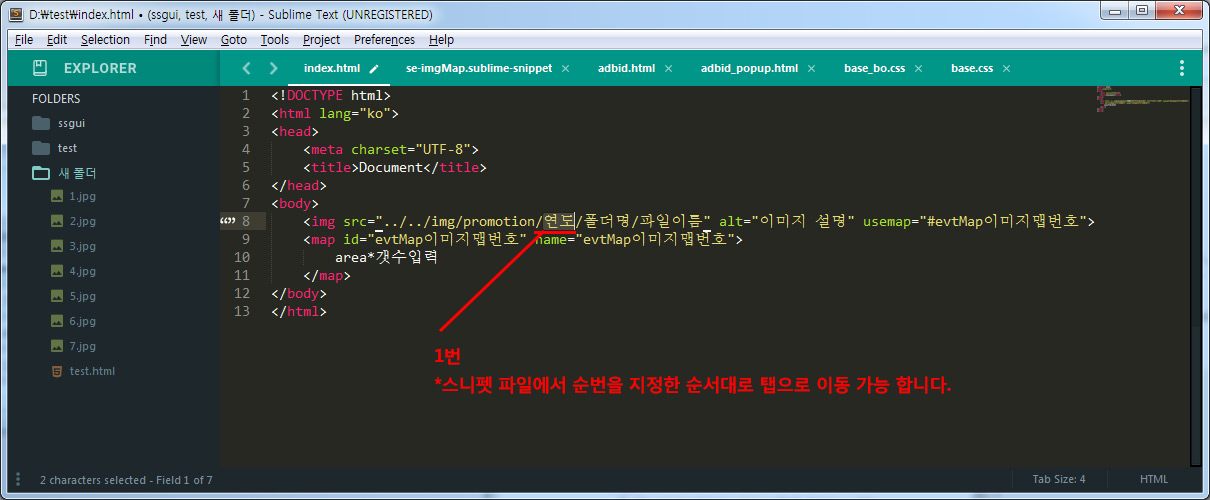 D:₩test₩index.html • (ssgui, test, 새 폴더) - Sublime Text (UNREGISTERED)
File Edit Selection Find View Goto Tools Project Preferences Help
EXPLORER
index.html se-imgMap.sublime-snippet × adbid.html × adbid_popup.html × base_bo.css × base.css ×
FOLDERS
ssgui
test
새 폴더
1.jpg
2.jpg
3.jpg
4.jpg
5.jpg
6.jpg
7.jpg
test.html
1 <!DOCTYPE html>
2 <html lang="ko">
3 <head>
4 <meta charset="UTF-8">
5 <title>Document</title>
6 </head>
7 <body>
8 <img src="../../img/promotion/연도/폴더명/파일이름" alt="이미지 설명" usemap="#evtMap이미지맵번호">
9 <map id="evtMap이미지맵번호" name="evtMap이미지맵번호">
10 area*갯수입력
11 </map>
12 </body>
13 </html>
1번
*스니펫 파일에서 순번을 지정한 순서대로 탭으로 이동 가능 합니다.
2 characters selected - Field 1 of 7
Tab Size: 4
HTML